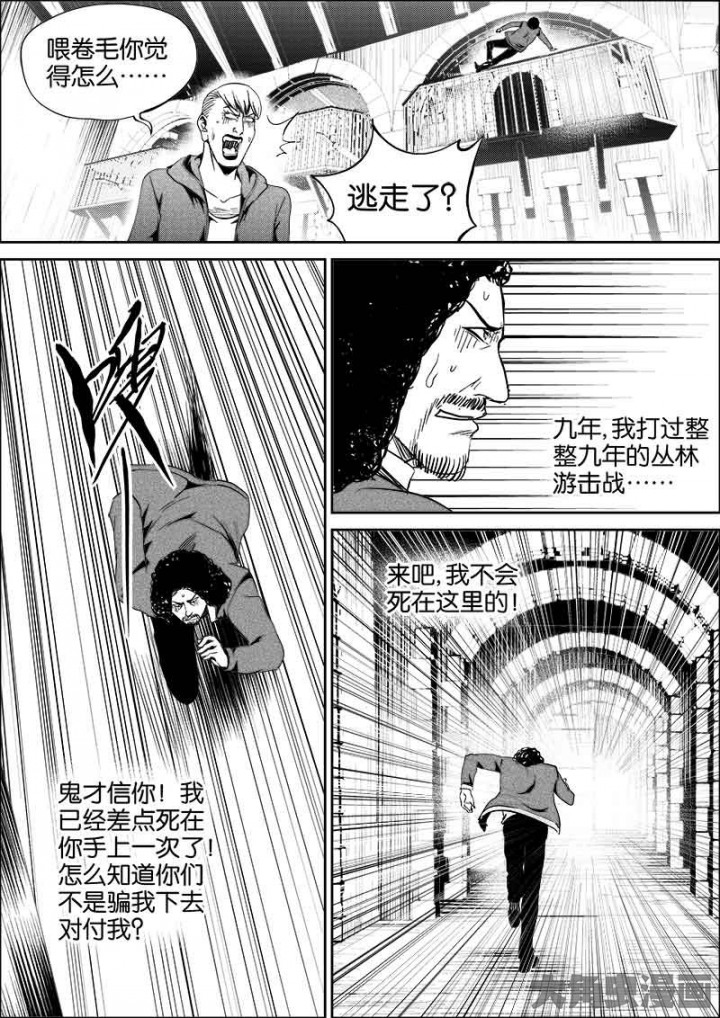 喂卷毛你觉
得怎么……
逃走了?
嗖
鬼才信你!我
已经差点死在
你手上一次了!
怎么知道你们
不是骗我下去
对付我?
九年,我打过整
整九年的丛林
游击战……
来吧,我不会
死在这里的!
漫画